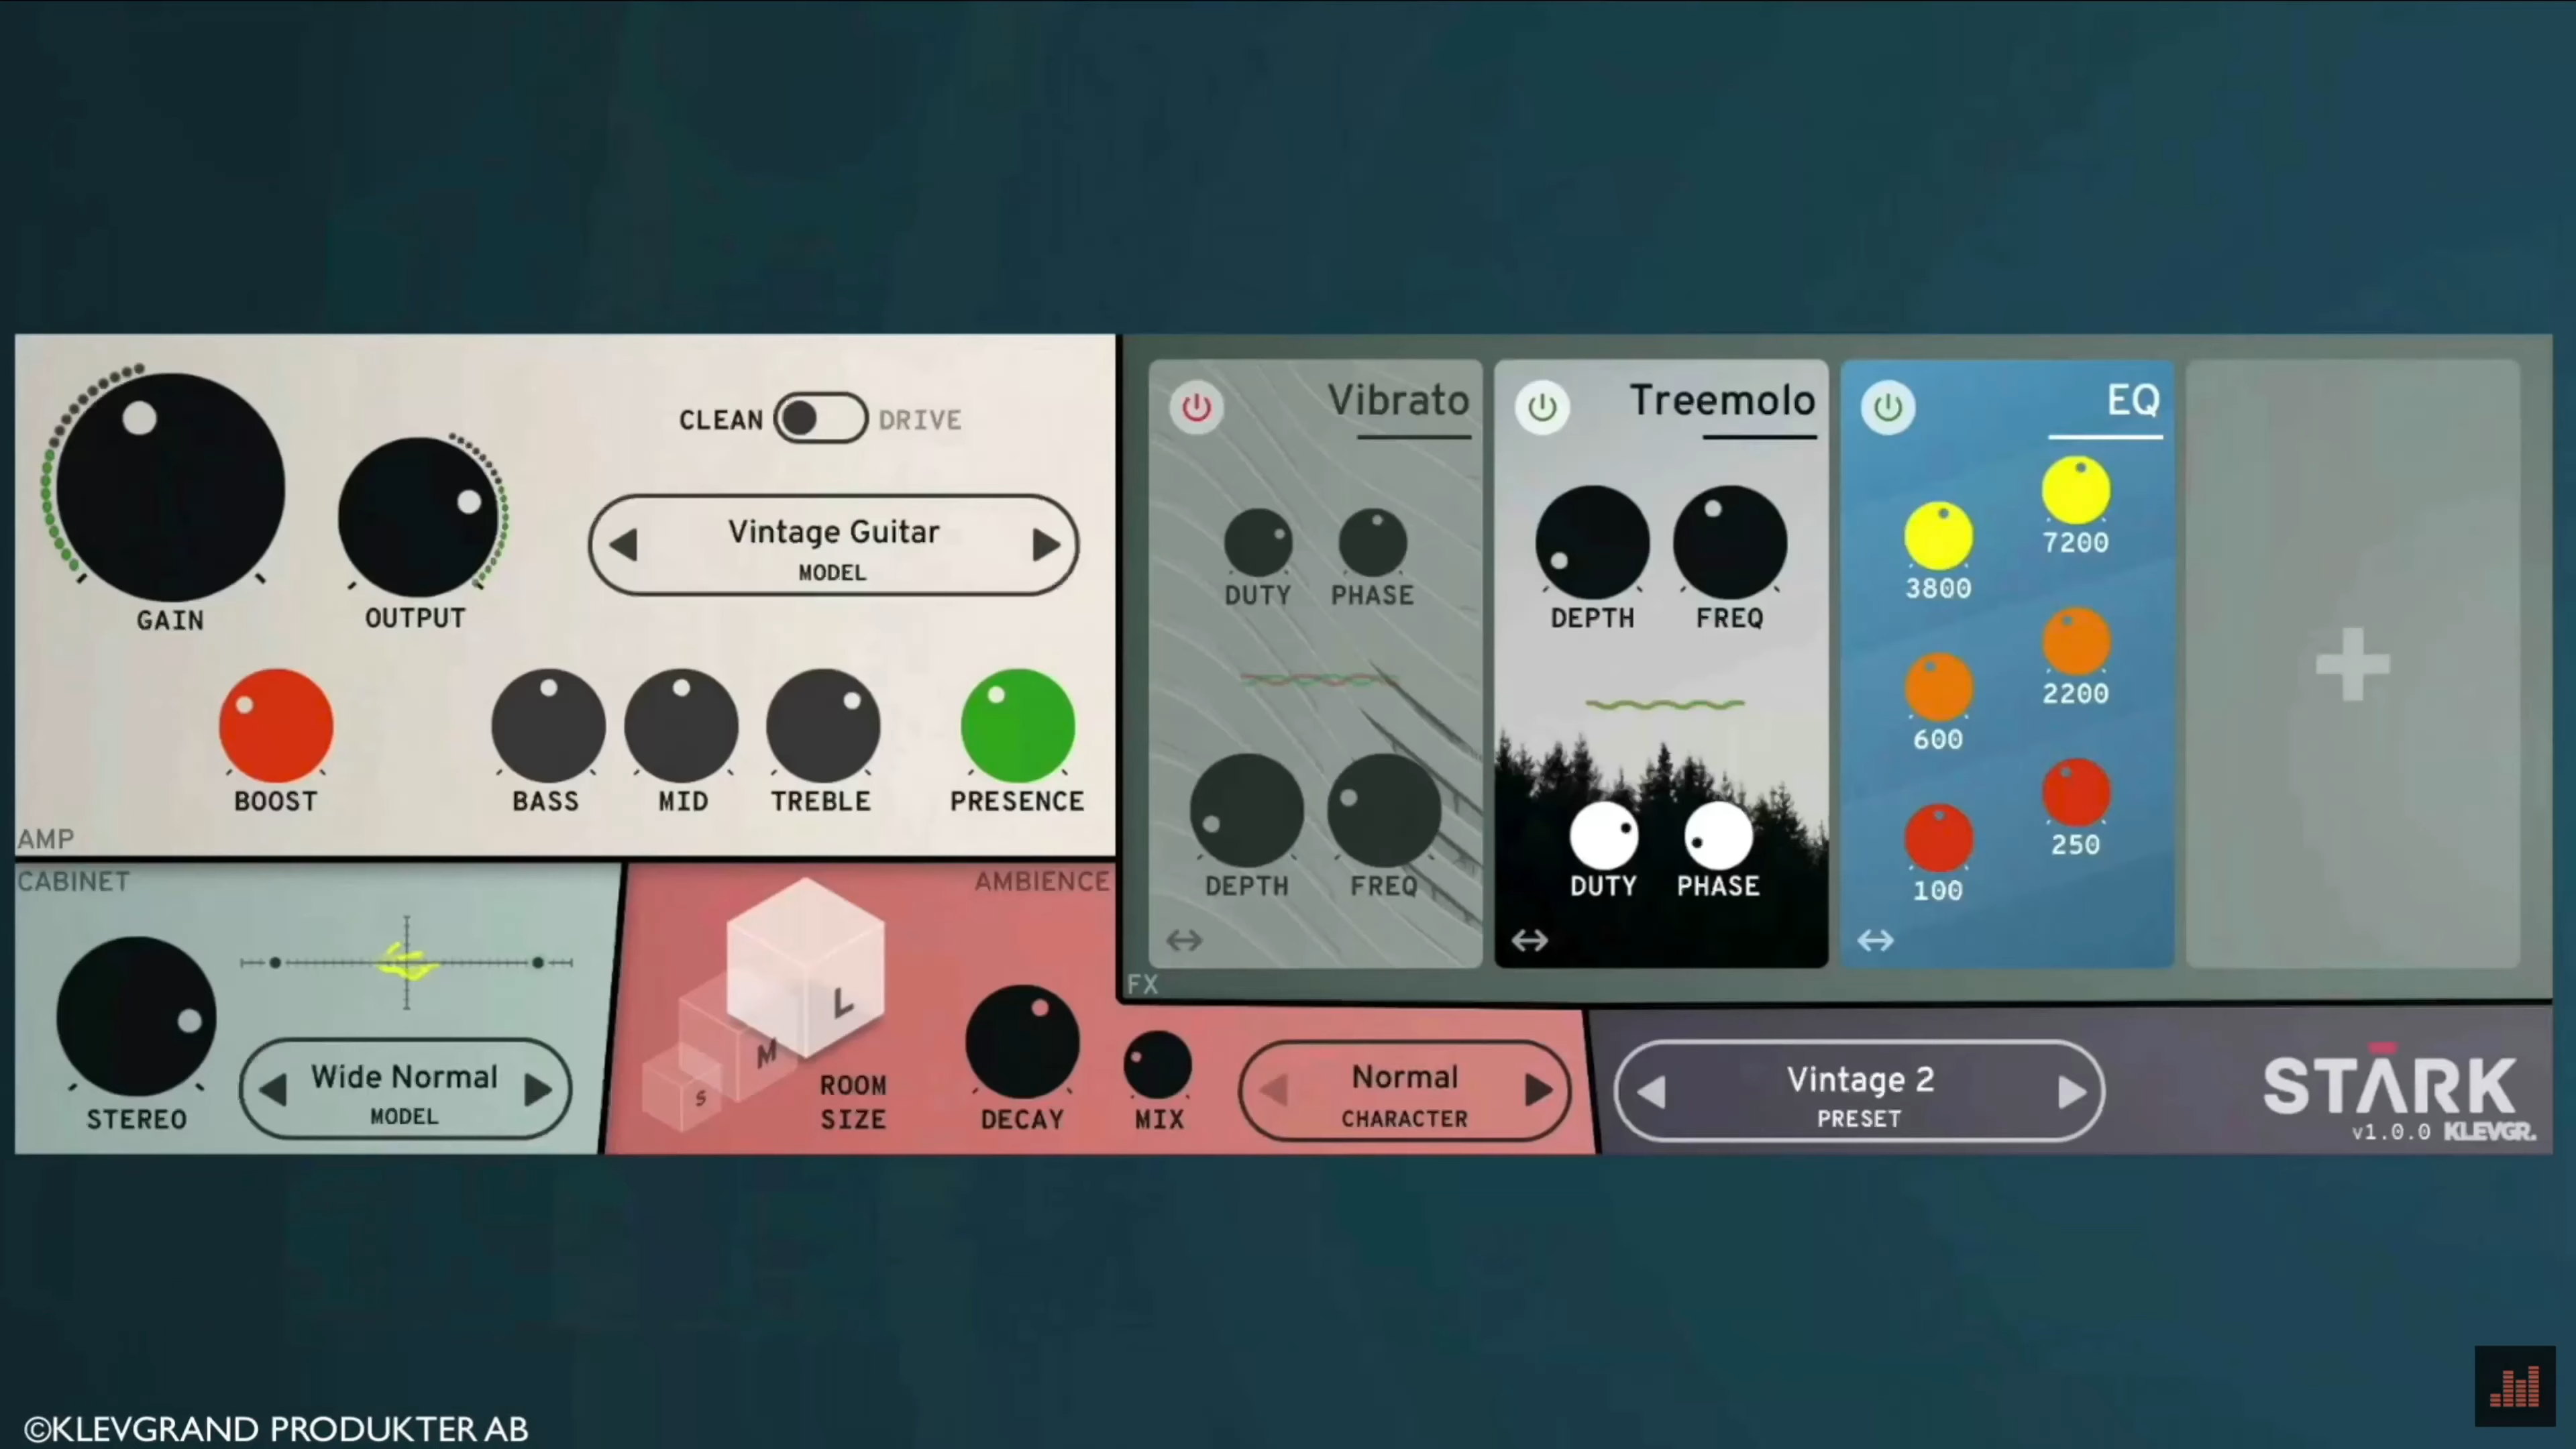 CLEAN DRIVE
Vintage Guitar
MODEL
GAIN
OUTPUT
BOOST
BASS
MID
TREBLE
PRESENCE
AMP
CABINET
STEREO
Wide Normal
MODEL
AMBIENCE
L
M
S
ROOM
SIZE
DECAY
MIX
Normal
CHARACTER
Vibrato
DUTY
PHASE
DEPTH
FREQ
Treemolo
DEPTH
FREQ
DUTY
PHASE
EQ
7200
3800
2200
600
250
100
FX
Vintage 2
PRESET
STÄRK
v1.0.0 KLEVGR.
©KLEVGRAND PRODUKTER AB